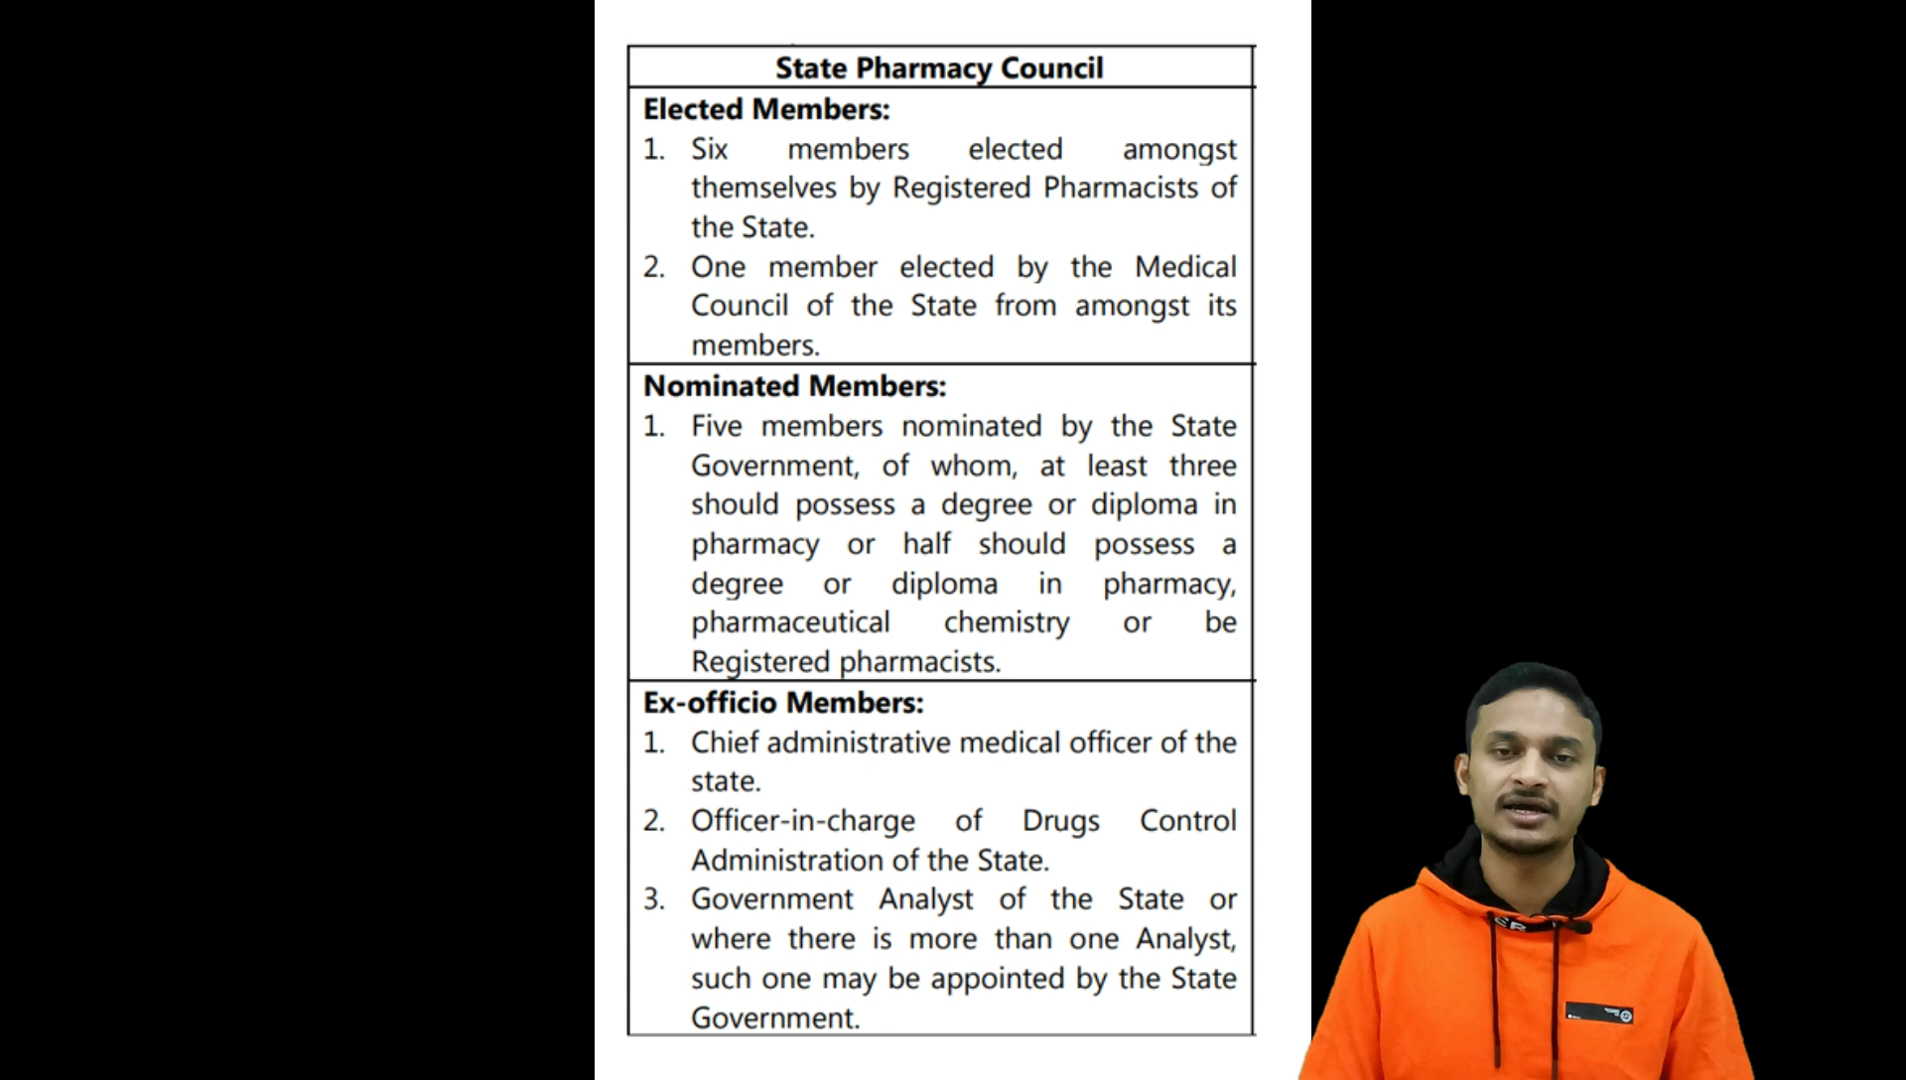 State Pharmacy Council
Elected Members:
1. Six members elected amongst
themselves by Registered Pharmacists of
the State.
2. One member elected by the Medical
Council of the State from amongst its
members.
Nominated Members:
1. Five members nominated by the State
Government, of whom, at least three
should possess a degree or diploma in
pharmacy or half should possess a
degree or diploma in pharmacy,
pharmaceutical chemistry or be
Registered pharmacists.
Ex-officio Members:
1. Chief administrative medical officer of the
state.
2. Officer-in-charge of Drugs Control
Administration of the State.
3. Government Analyst of the State or
where there is more than one Analyst,
such one may be appointed by the State
Government.